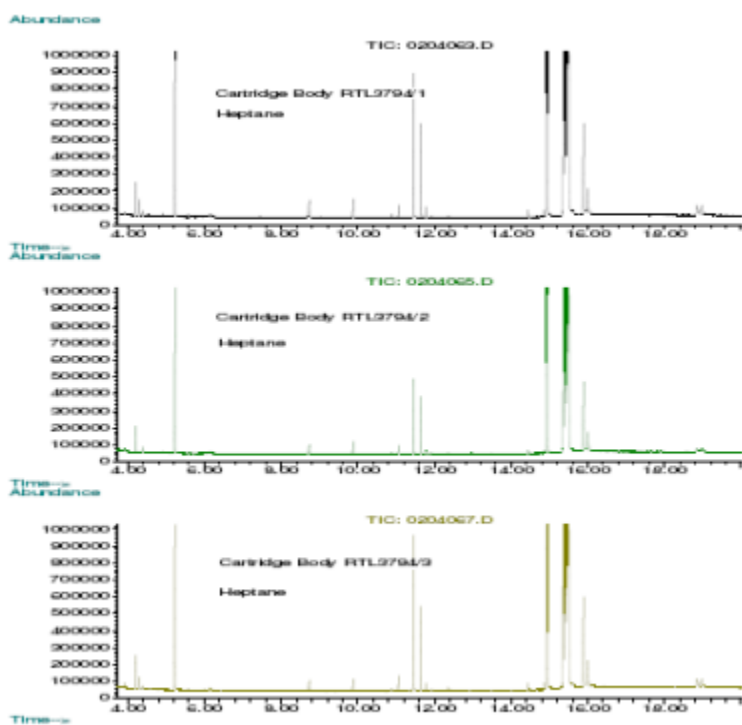 Abundance
TIC: 0204063.D
1000000
900000
800000
Cartridge Body RTL3794/1
700000
Heptane
600000
500000
400000
300000
200000
100000
0
4.00 6.00 8.00 10.00 12.00 14.00 16.00 18.00
Time-->
Abundance
TIC: 0204065.D
1000000
900000
Cartridge Body RTL3794/2
800000
700000
Heptane
600000
500000
400000
300000
200000
100000
0
4.00 6.00 8.00 10.00 12.00 14.00 16.00 18.00
Time-->
Abundance
TIC: 0204067.D
1000000
900000
800000
Cartridge Body RTL3794/3
700000
600000
Heptane
500000
400000
300000
200000
100000
0
4.00 6.00 8.00 10.00 12.00 14.00 16.00 18.00
Time-->